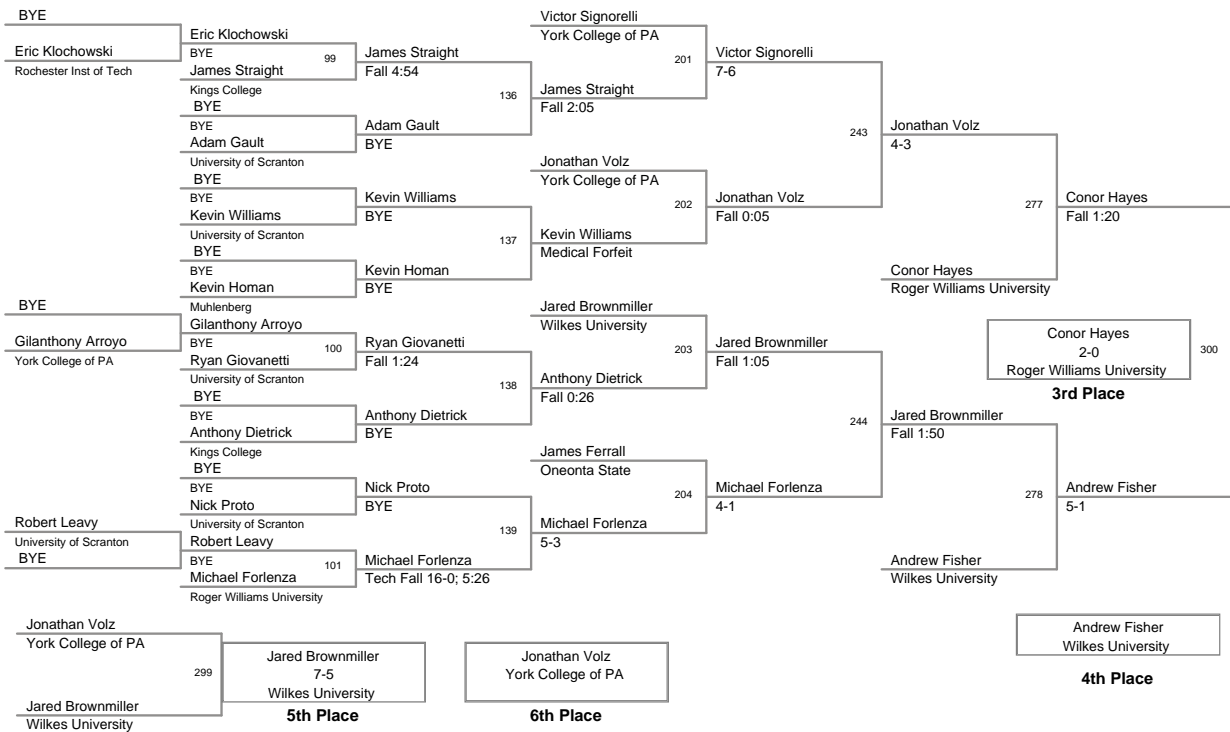 BYE
Eric Klochowski
Rochester Inst of Tech
BYE
Gilanthony Arroyo
York College of PA
Robert Leavy
University of Scranton
BYE
Eric Klochowski
BYE
99
James Straight
Kings College
BYE
BYE
Adam Gault
University of Scranton
BYE
BYE
Kevin Williams
University of Scranton
BYE
BYE
Kevin Homan
Muhlenberg
Gilanthony Arroyo
BYE
100
Ryan Giovanetti
University of Scranton
BYE
BYE
Anthony Dietrick
Kings College
BYE
BYE
Nick Proto
University of Scranton
Robert Leavy
BYE
101
Michael Forlenza
Roger Williams University
James Straight
Fall 4:54
136
Adam Gault
BYE
Kevin Williams
BYE
137
Kevin Homan
BYE
Ryan Giovanetti
Fall 1:24
138
Anthony Dietrick
BYE
Nick Proto
BYE
139
Michael Forlenza
Tech Fall 16-0; 5:26
Victor Signorelli
York College of PA
201
James Straight
Fall 2:05
Jonathan Volz
York College of PA
202
Kevin Williams
Medical Forfeit
Jared Brownmiller
Wilkes University
203
Anthony Dietrick
Fall 0:26
James Ferrall
Oneonta State
204
Michael Forlenza
5-3
Victor Signorelli
7-6
243
Jonathan Volz
Fall 0:05
Jared Brownmiller
Fall 1:05
244
Michael Forlenza
4-1
Jonathan Volz
4-3
277
Conor Hayes
Roger Williams University
Jared Brownmiller
Fall 1:50
278
Andrew Fisher
Wilkes University
Conor Hayes
Fall 1:20
Conor Hayes
2-0
Roger Williams University
300
3rd Place
Andrew Fisher
5-1
Andrew Fisher
Wilkes University
4th Place
Jonathan Volz
York College of PA
299
Jared Brownmiller
Wilkes University
Jared Brownmiller
7-5
Wilkes University
5th Place
Jonathan Volz
York College of PA
6th Place